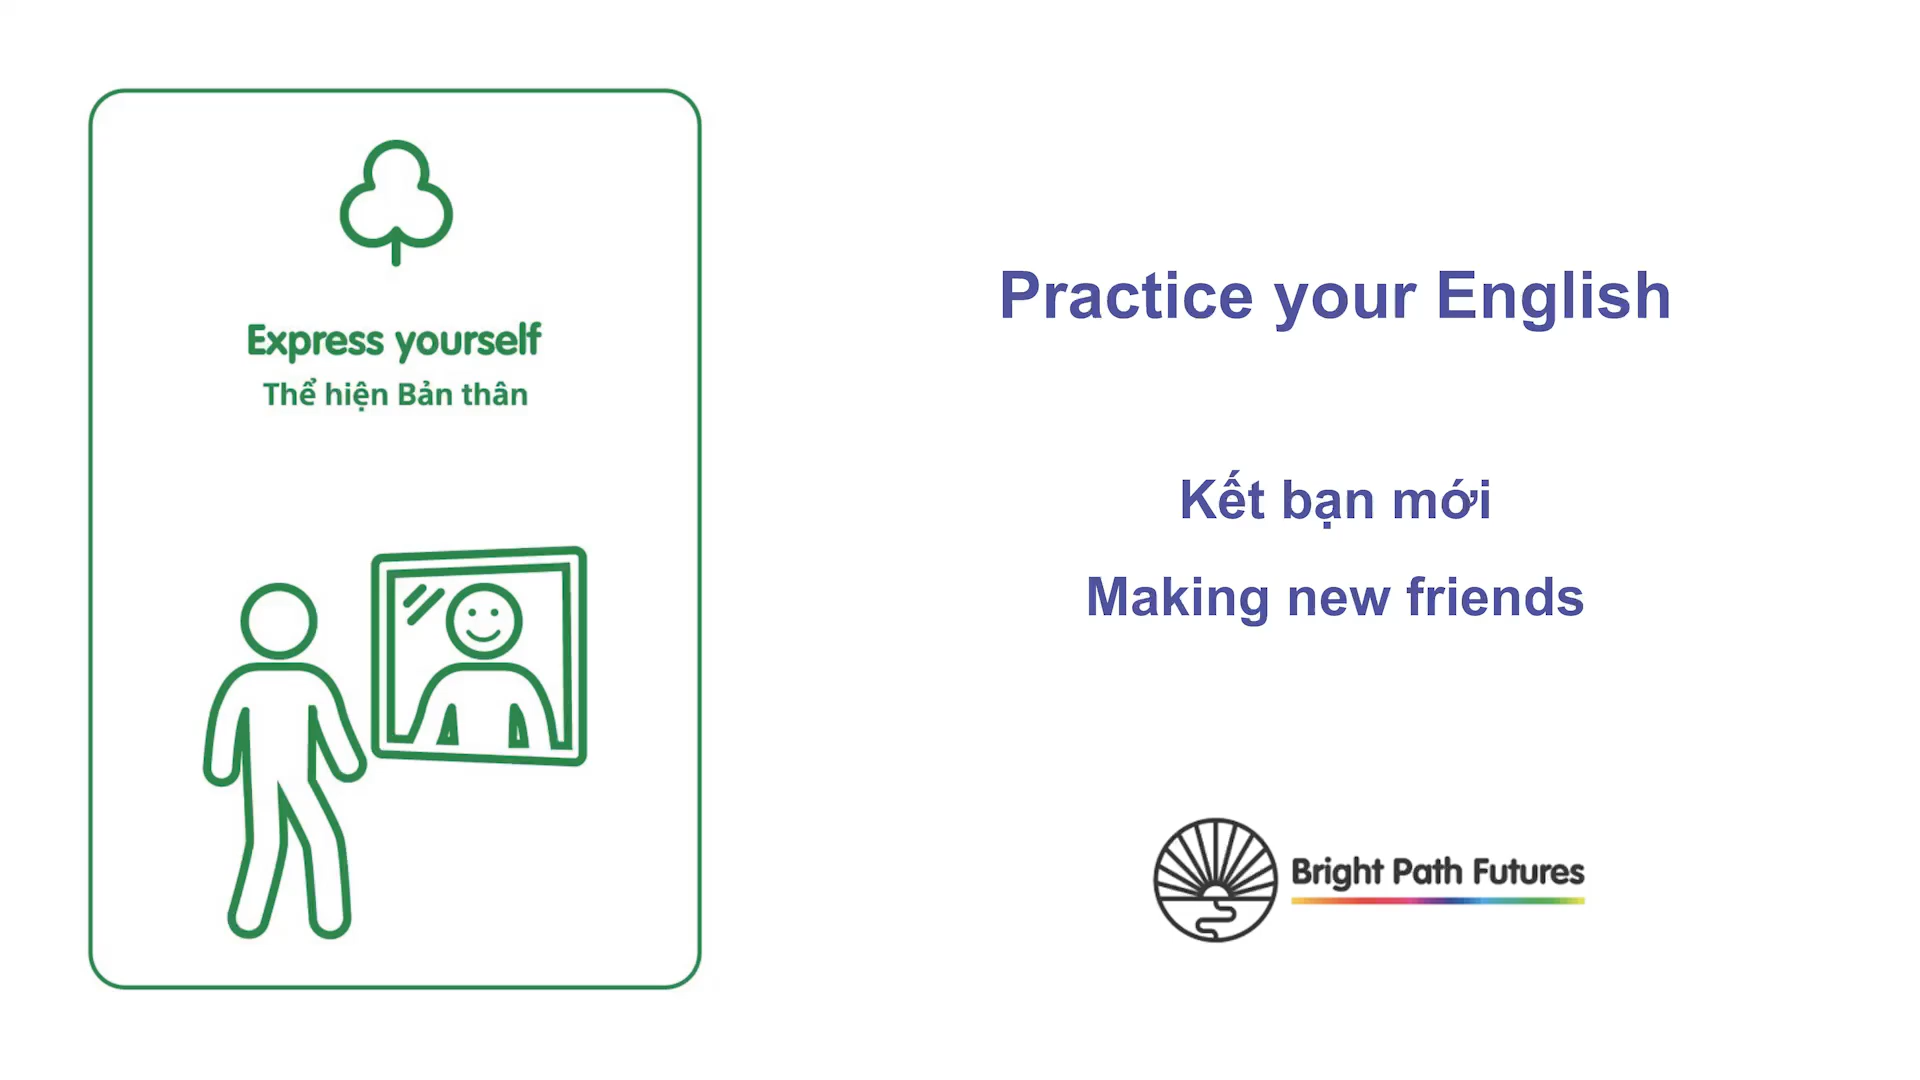 Express yourself
Thể hiện Bản thân
Practice your English
Kết bạn mới
Making new friends
Bright Path Futures